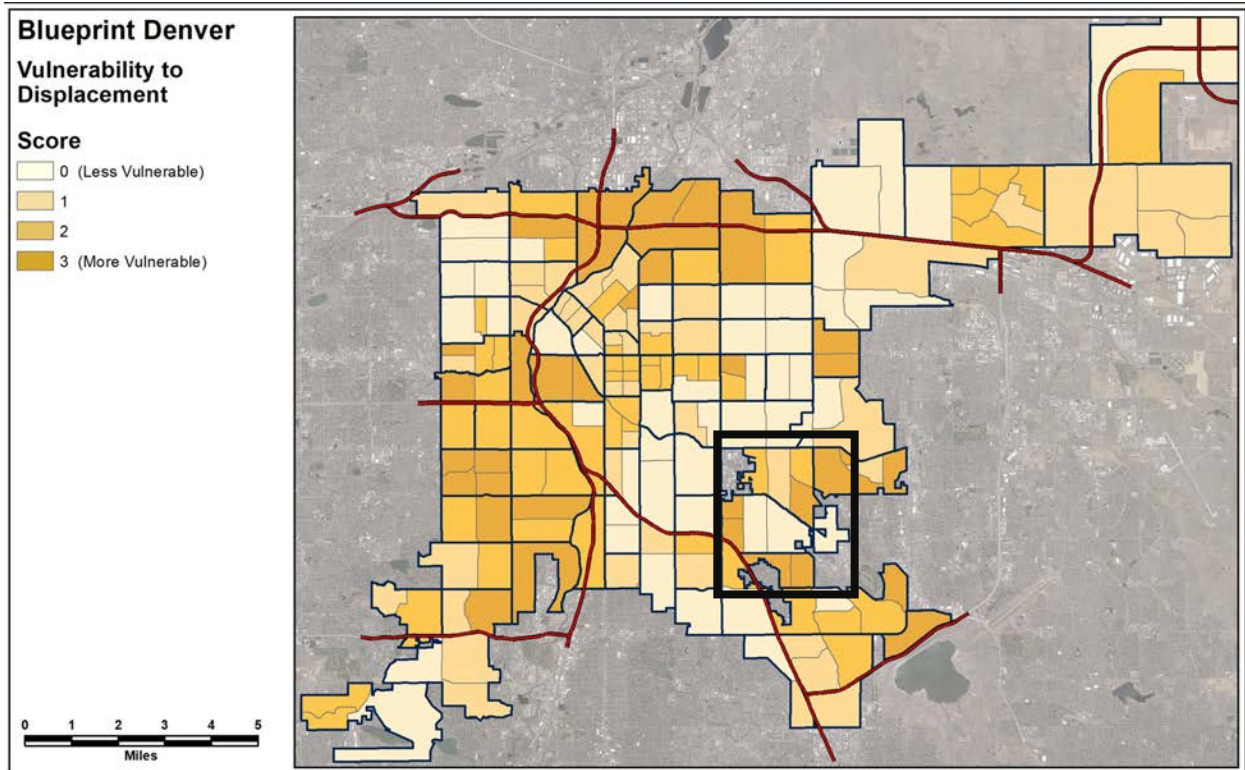 Blueprint Denver
Vulnerability to
Displacement
Score
0 (Less Vulnerable)
1
2
3 (More Vulnerable)
0 1 2 3 4 5
Miles